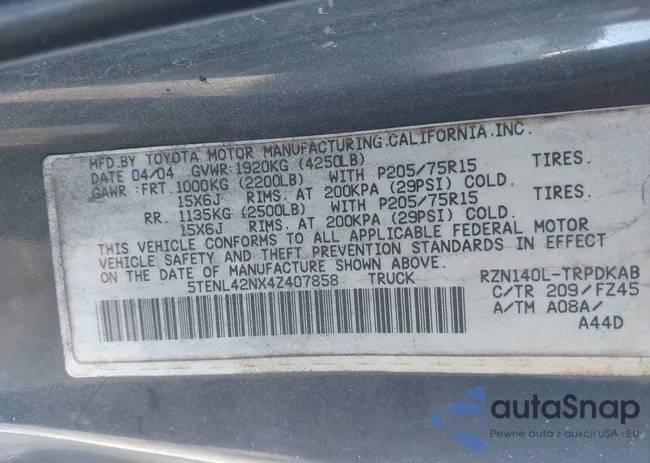 MFD.BY TOYOTA MOTOR MANUFACTURING,CALIFORNIA,INC.
DATE 04/04 GVWR:1920KG (4250LB)
GAWR:FRT.1000KG (2200LB) WITH P205/75R15 TIRES.
15X6J RIMS. AT 200KPA (29PSI) COLD.
RR. 1135KG (2500LB) WITH P205/75R15 TIRES.
15X6J RIMS. AT 200KPA (29PSI) COLD.
THIS VEHICLE CONFORMS TO ALL APPLICABLE FEDERAL MOTOR
VEHICLE SAFETY AND THEFT PREVENTION STANDARDS IN EFFECT
ON THE DATE OF MANUFACTURE SHOWN ABOVE.
5TENL42NX4Z407858 TRUCK
RZN140L-TRPDKAB
C/TR 209/FZ45
A/TM A08A/
A44D
autaSnap
Pewne auta z aukcji USA i EU